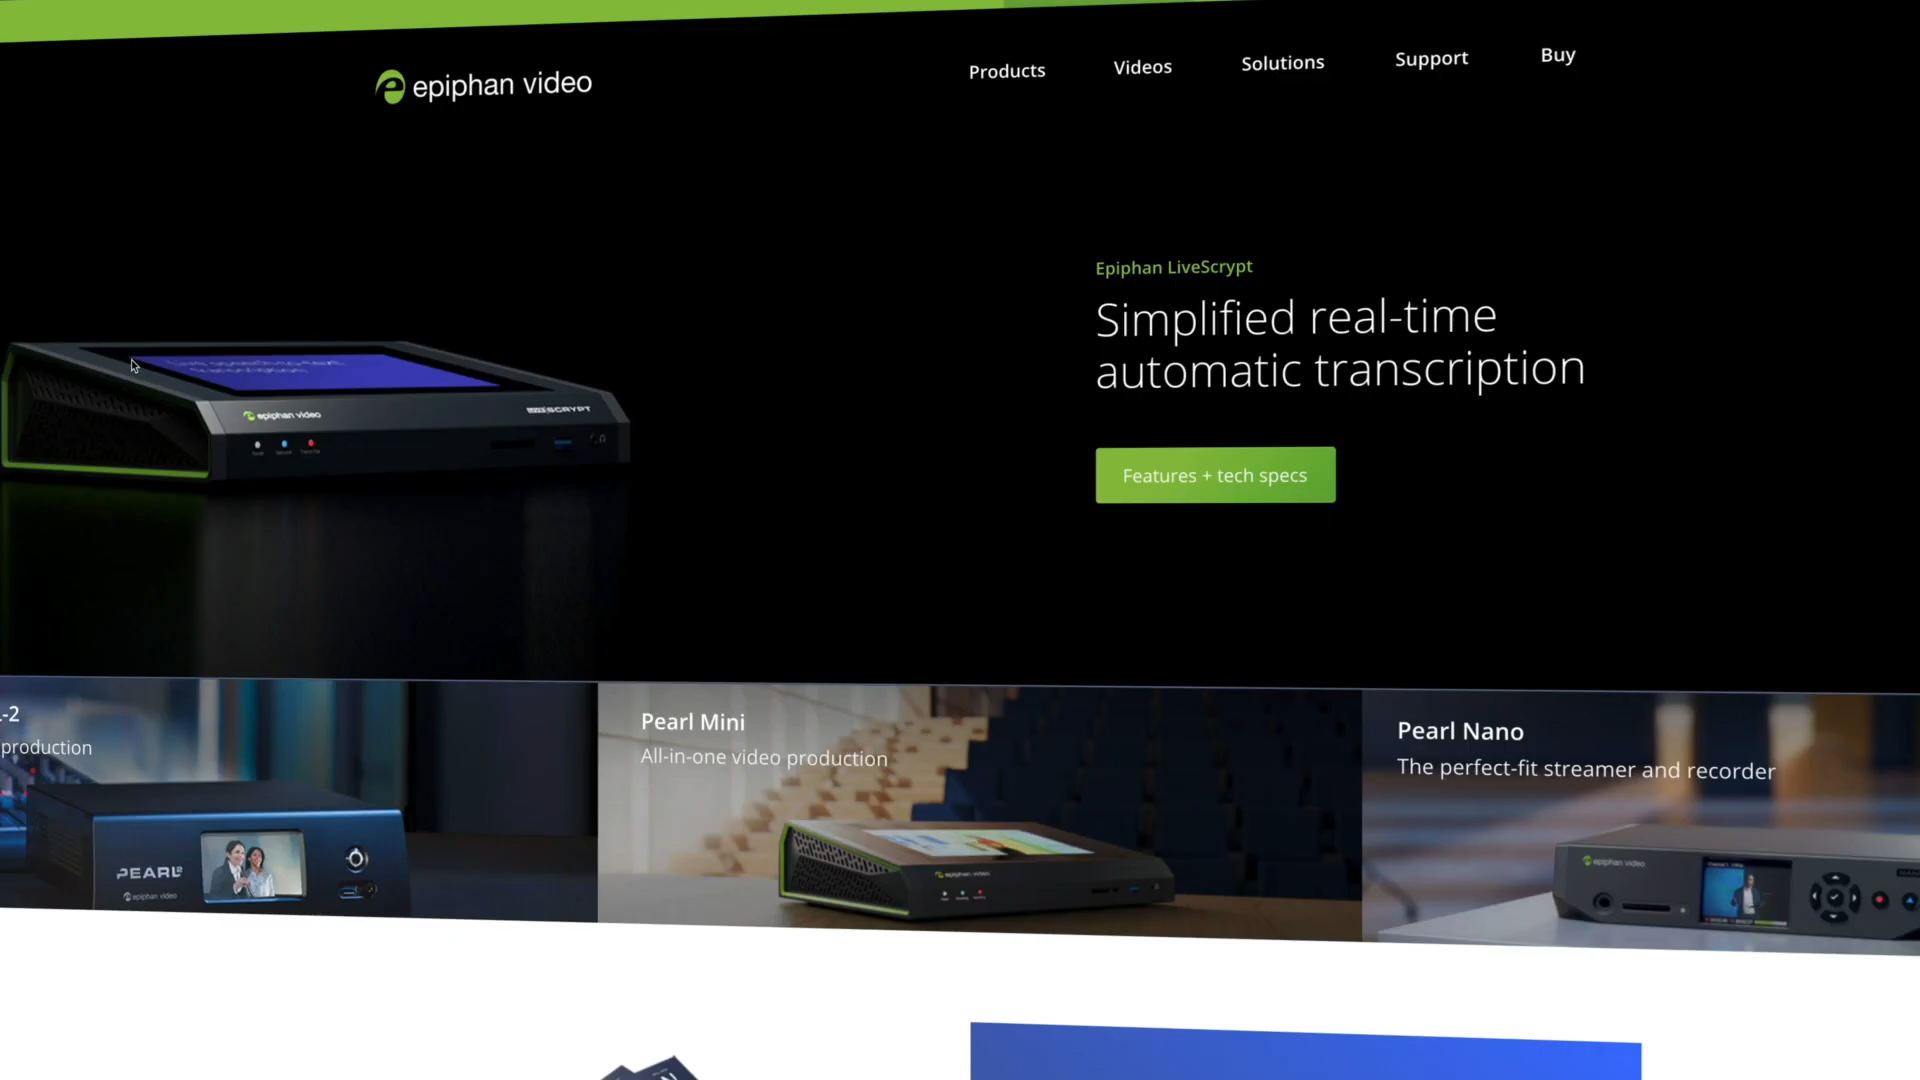 epiphan video
Products
Videos
Solutions
Support
Buy
Epiphan LiveScrypt
Simplified real-time
automatic transcription
Features + tech specs
epiphan video
LIVESCRYPT
-2
production
Pearl Mini
All-in-one video production
Pearl Nano
The perfect-fit streamer and recorder
PEARL2
epiphan video
epiphan video
epiphan video